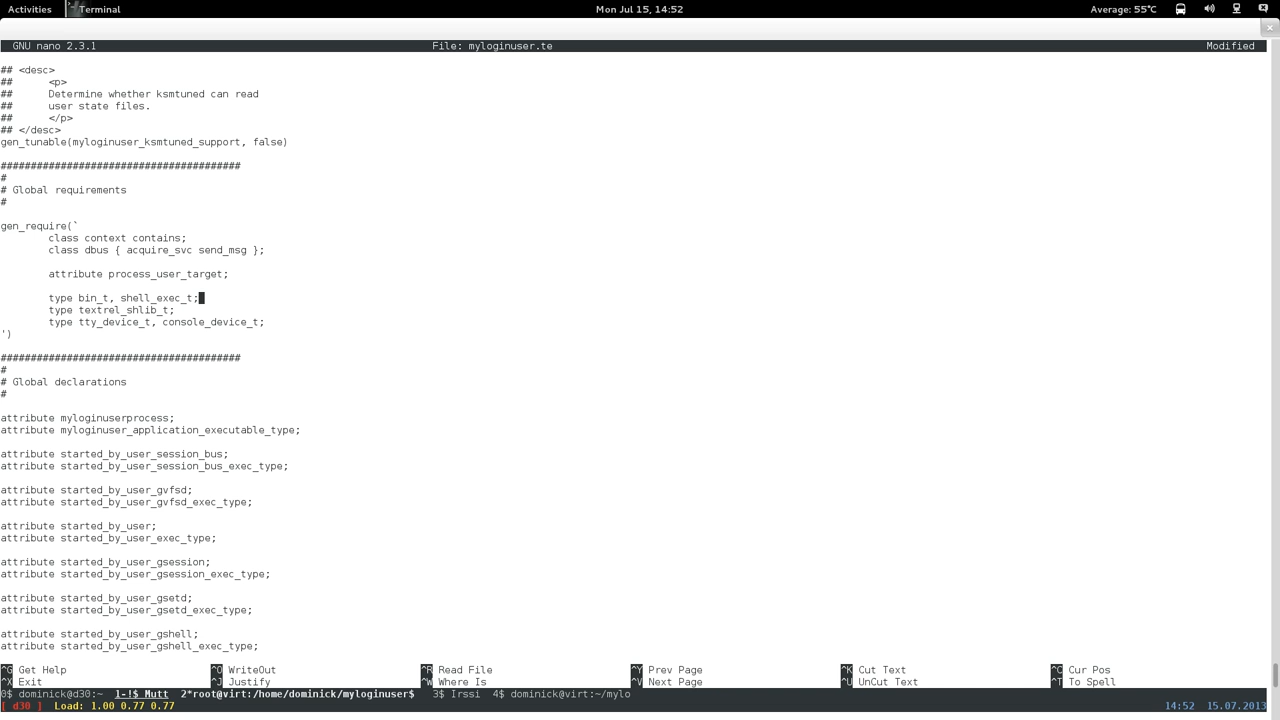 Activities Terminal Mon Jul 15, 14:52 Average: 55°C
GNU nano 2.3.1 File: myloginuser.te Modified
## <desc>
##      <p>
##      Determine whether ksmtuned can read
##      user state files.
##      </p>
## </desc>
gen_tunable(myloginuser_ksmtuned_support, false)
########################################
#
# Global requirements
#
gen_require(`
        class context contains;
        class dbus { acquire_svc send_msg };
        attribute process_user_target;
        type bin_t, shell_exec_t;
        type textrel_shlib_t;
        type tty_device_t, console_device_t;
')
########################################
#
# Global declarations
#
attribute myloginuserprocess;
attribute myloginuser_application_executable_type;
attribute started_by_user_session_bus;
attribute started_by_user_session_bus_exec_type;
attribute started_by_user_gvfsd;
attribute started_by_user_gvfsd_exec_type;
attribute started_by_user;
attribute started_by_user_exec_type;
attribute started_by_user_gsession;
attribute started_by_user_gsession_exec_type;
attribute started_by_user_gsetd;
attribute started_by_user_gsetd_exec_type;
attribute started_by_user_gshell;
attribute started_by_user_gshell_exec_type;
^G Get Help ^O WriteOut ^R Read File ^Y Prev Page ^K Cut Text ^C Cur Pos
^X Exit ^J Justify ^W Where Is ^V Next Page ^U UnCut Text ^T To Spell
0$ dominick@d30:~ 1-!$ Mutt 2*root@virt:/home/dominick/myloginuser$ 3$ Irssi 4$ dominick@virt:~/mylo
[ d30 ] Load: 1.00 0.77 0.77 14:52 15.07.2013